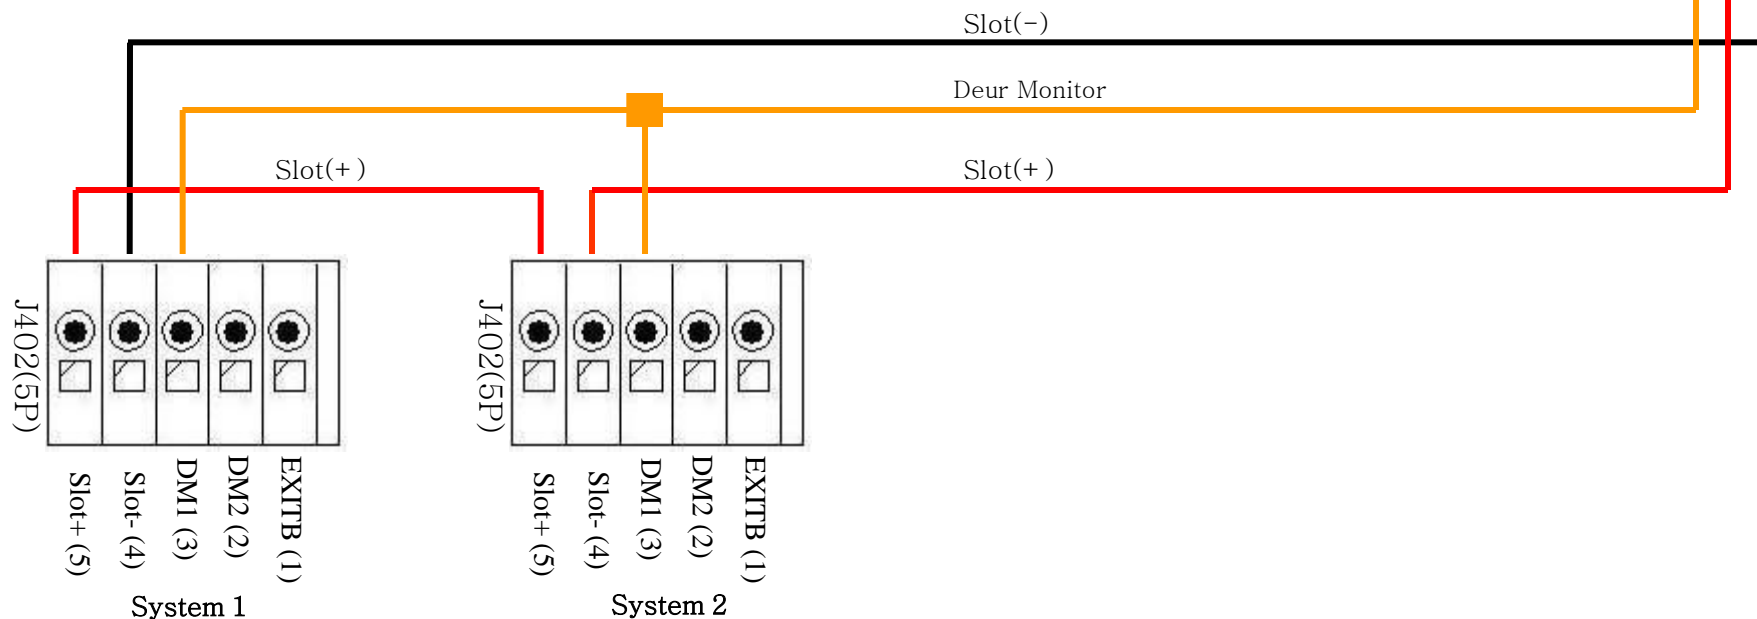 Slot(-)
Deur Monitor
Slot(+)
Slot(+)
J402(5P)
Slot+ (5)
Slot- (4)
DM1 (3)
DM2 (2)
EXITB (1)
System 1
J402(5P)
Slot+ (5)
Slot- (4)
DM1 (3)
DM2 (2)
EXITB (1)
System 2